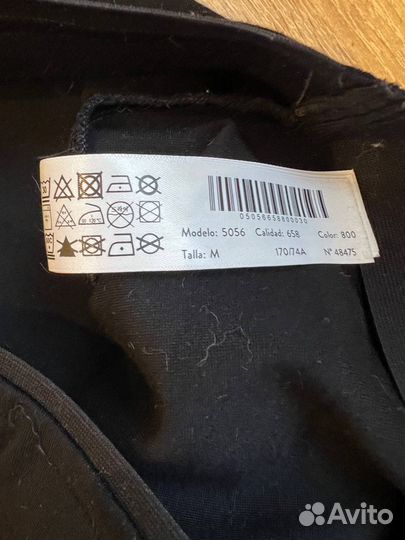 05056658800030
Modelo: 5056 Calidad: 658 Color: 800
Talla: M 170/74A Nº 48475
Avito